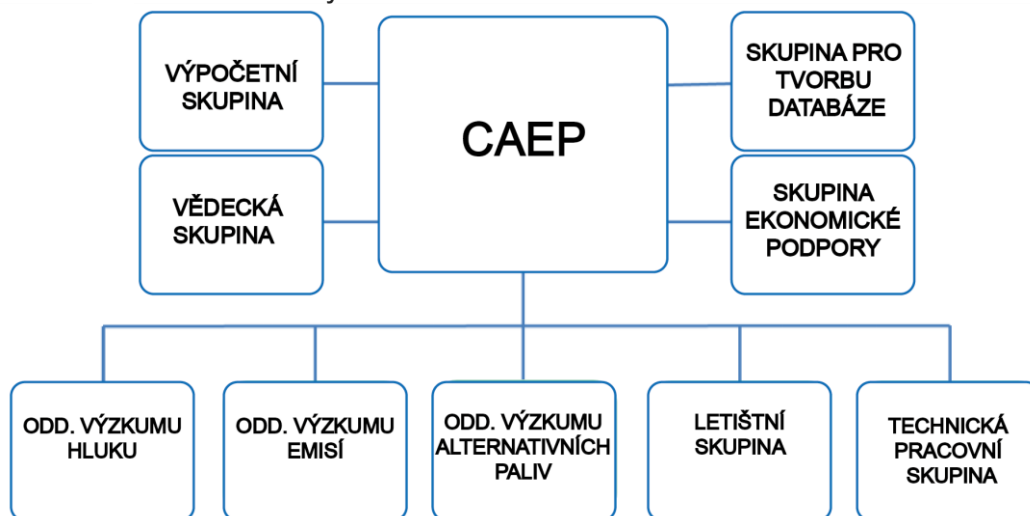 VÝPOČETNÍ
SKUPINA
CAEP
SKUPINA PRO
TVORBU
DATABÁZE
VĚDECKÁ
SKUPINA
SKUPINA
EKONOMICKÉ
PODPORY
ODD. VÝZKUMU
HLUKU
ODD. VÝZKUMU
EMISÍ
ODD. VÝZKUMU
ALTERNATIVNÍCH
PALIV
LETIŠTNÍ
SKUPINA
TECHNICKÁ
PRACOVNÍ
SKUPINA